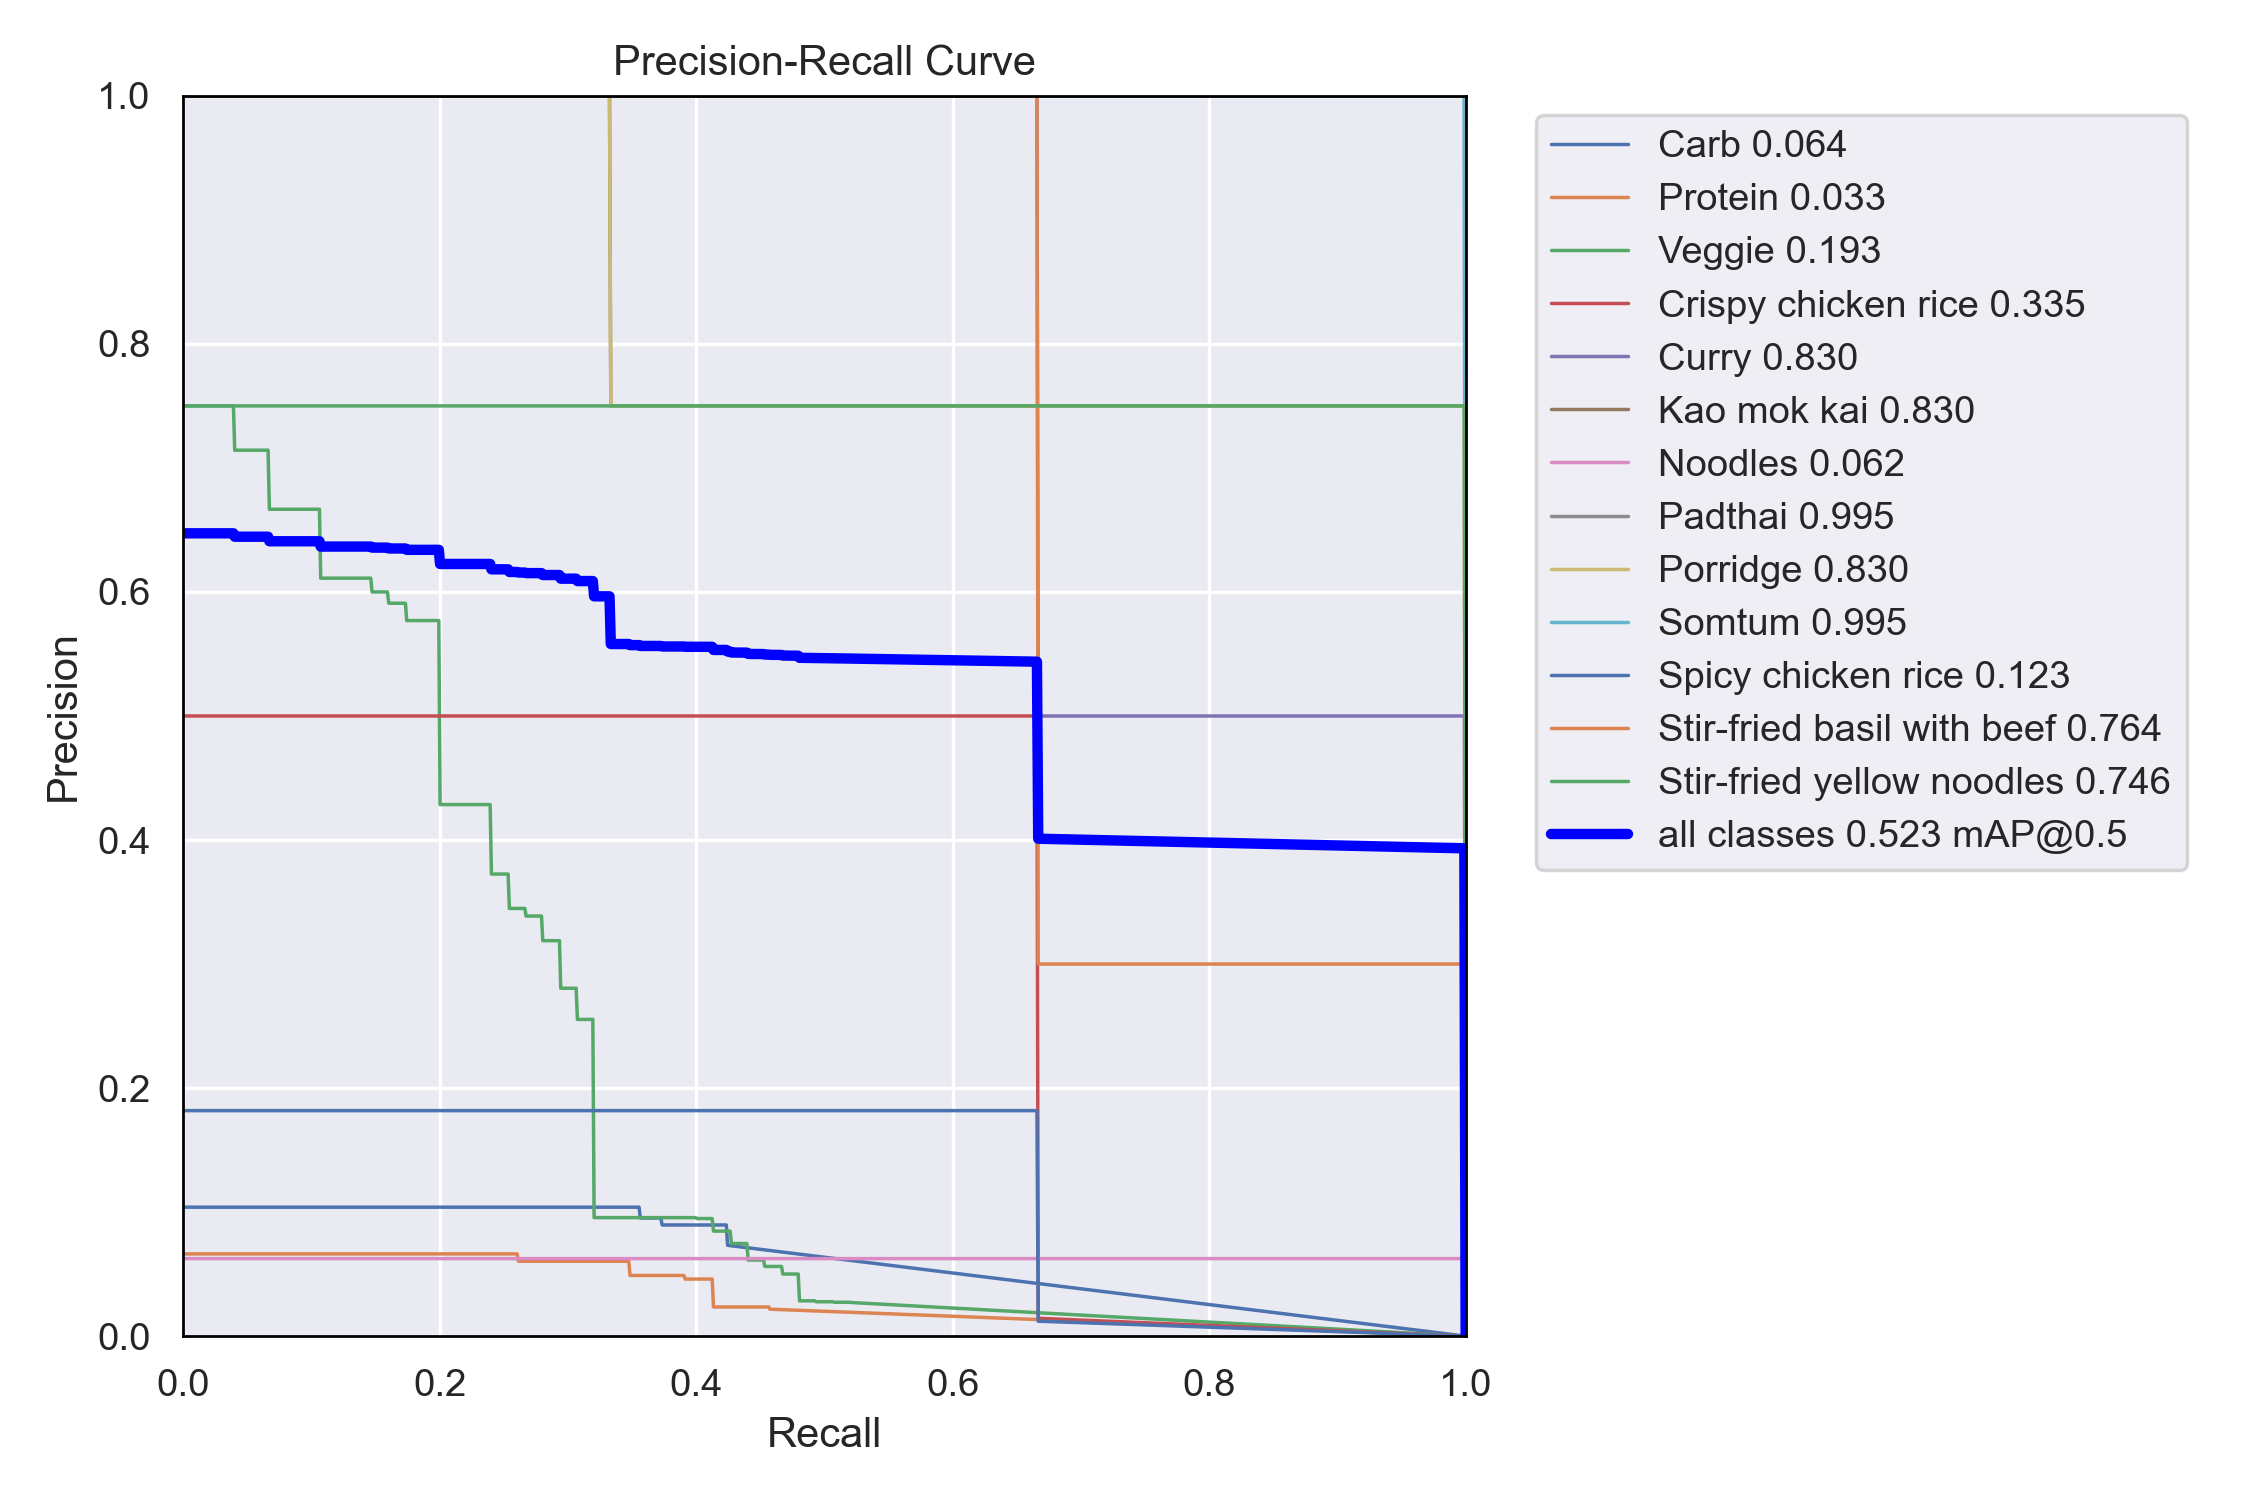 Precision-Recall Curve
1.0
0.8
0.6
0.4
0.2
0.0
Precision
0.0 0.2 0.4 0.6 0.8 1.0
Recall
Carb 0.064
Protein 0.033
Veggie 0.193
Crispy chicken rice 0.335
Curry 0.830
Kao mok kai 0.830
Noodles 0.062
Padthai 0.995
Porridge 0.830
Somtum 0.995
Spicy chicken rice 0.123
Stir-fried basil with beef 0.764
Stir-fried yellow noodles 0.746
all classes 0.523 mAP@0.5